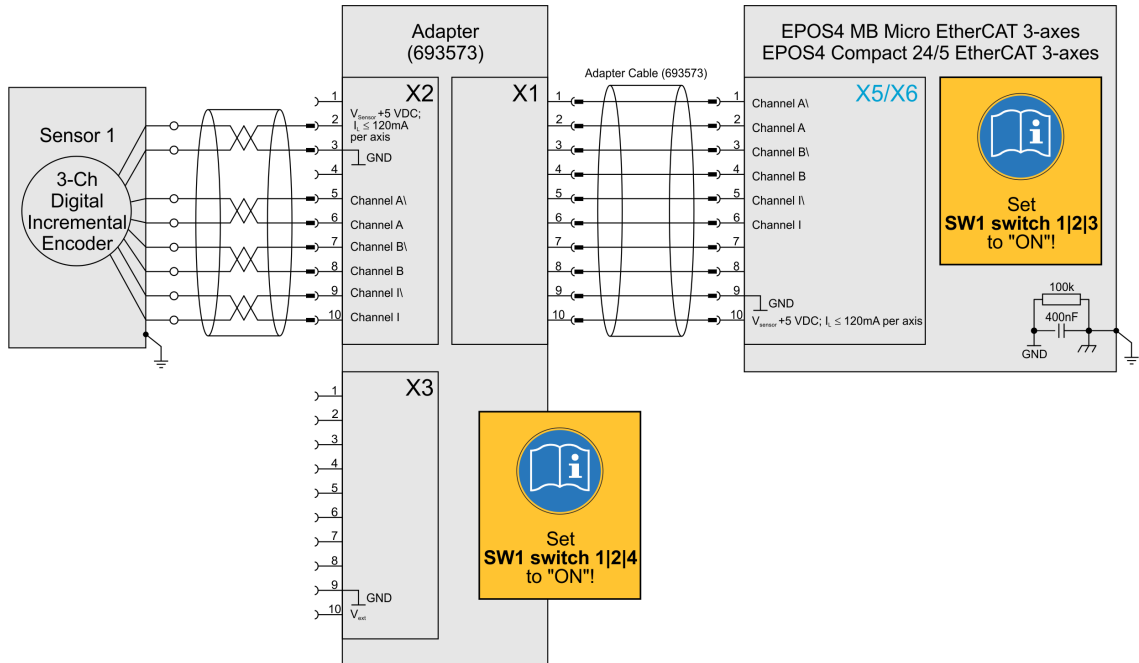 Adapter
(693573)
EPOS4 MB Micro EtherCAT 3-axes
EPOS4 Compact 24/5 EtherCAT 3-axes
Adapter Cable (693573)
Sensor 1
3-Ch
Digital
Incremental
Encoder
X2
1
V Sensor +5 VDC;
2
I L ≤ 120mA
per axis
3
GND
4
5 Channel A\
6 Channel A
7 Channel B\
8 Channel B
9 Channel I\
10 Channel I
X1
1
2
3
4
5
6
7
8
9
10
X5/X6
1 Channel A\
2 Channel A
3 Channel B\
4 Channel B
5 Channel I\
6 Channel I
7
8
9 GND
10 V sensor +5 VDC; I L ≤ 120mA per axis
Set
SW1 switch 1|2|3
to "ON"!
100k
400nF
GND
X3
1
2
3
4
5
6
7
8
9 GND
10 V ext
Set
SW1 switch 1|2|4
to "ON"!